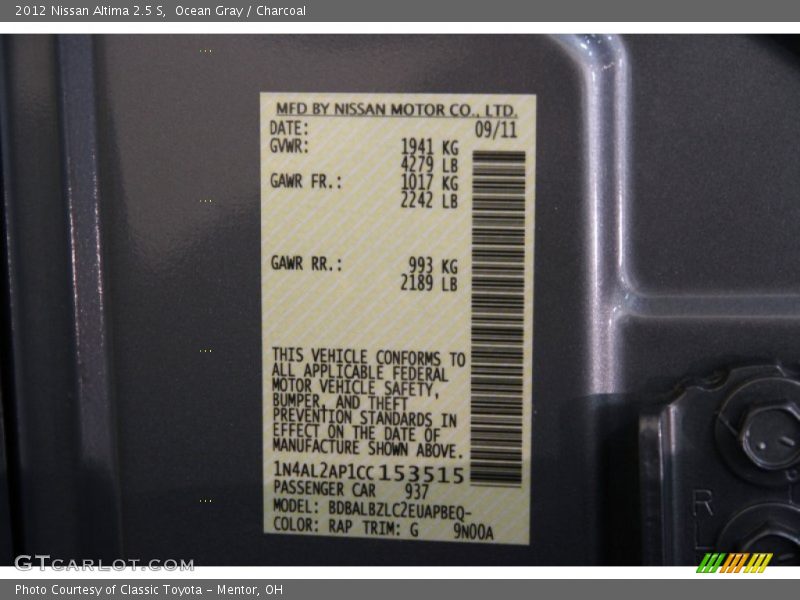 2012 Nissan Altima 2.5 S,  Ocean Gray / Charcoal
MFD BY NISSAN MOTOR CO., LTD.
DATE: 09/11
GVWR: 1941 KG
4279 LB
GAWR FR.: 1017 KG
2242 LB
GAWR RR.: 993 KG
2189 LB
THIS VEHICLE CONFORMS TO
ALL APPLICABLE FEDERAL
MOTOR VEHICLE SAFETY,
BUMPER, AND THEFT
PREVENTION STANDARDS IN
EFFECT ON THE DATE OF
MANUFACTURE SHOWN ABOVE.
1N4AL2AP1CC153515
PASSENGER CAR 937
MODEL: BDBALBZLC2EUAPBEQ-
COLOR: RAP TRIM: G 9N00A
R
L
GTCarLot.com
Photo Courtesy of Classic Toyota - Mentor, OH